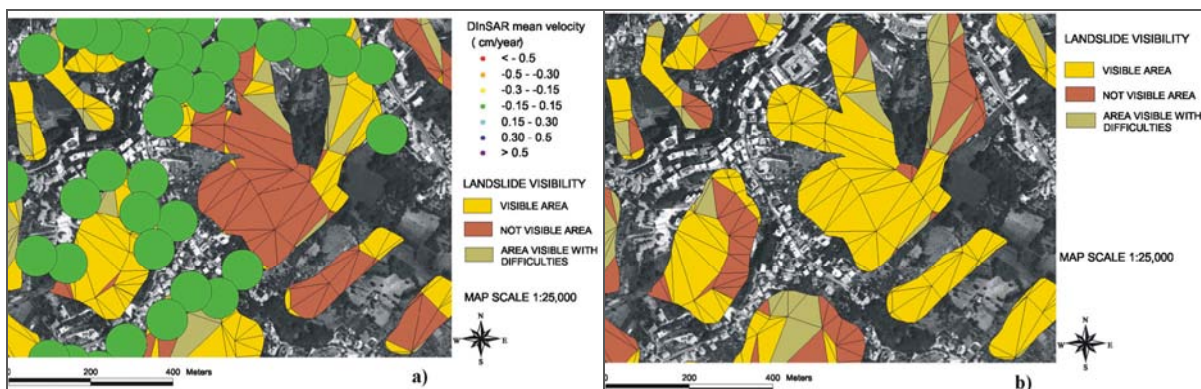 DInSAR mean velocity
( cm/year)
< - 0.5
-0.5 - -0.30
-0.3 - -0.15
-0.15 - 0.15
0.15 - 0.30
0.30 - 0.5
> 0.5
LANDSLIDE VISIBILITY
VISIBLE AREA
NOT VISIBLE AREA
AREA VISIBLE WITH
DIFFICULTIES
MAP SCALE 1:25,000
N
W E
S
0 200 400 Meters
a)
LANDSLIDE VISIBILITY
VISIBLE AREA
NOT VISIBLE AREA
AREA VISIBLE WITH
DIFFICULTIES
MAP SCALE 1:25,000
N
W E
S
0 200 400 Meters
b)